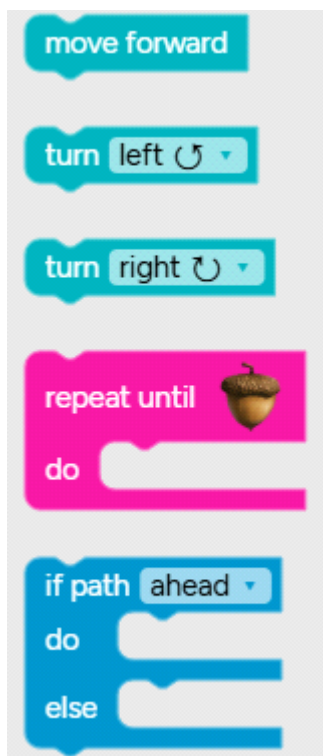 move forward
turn left ↺
turn right ↻
repeat until
do
if path ahead
do
else